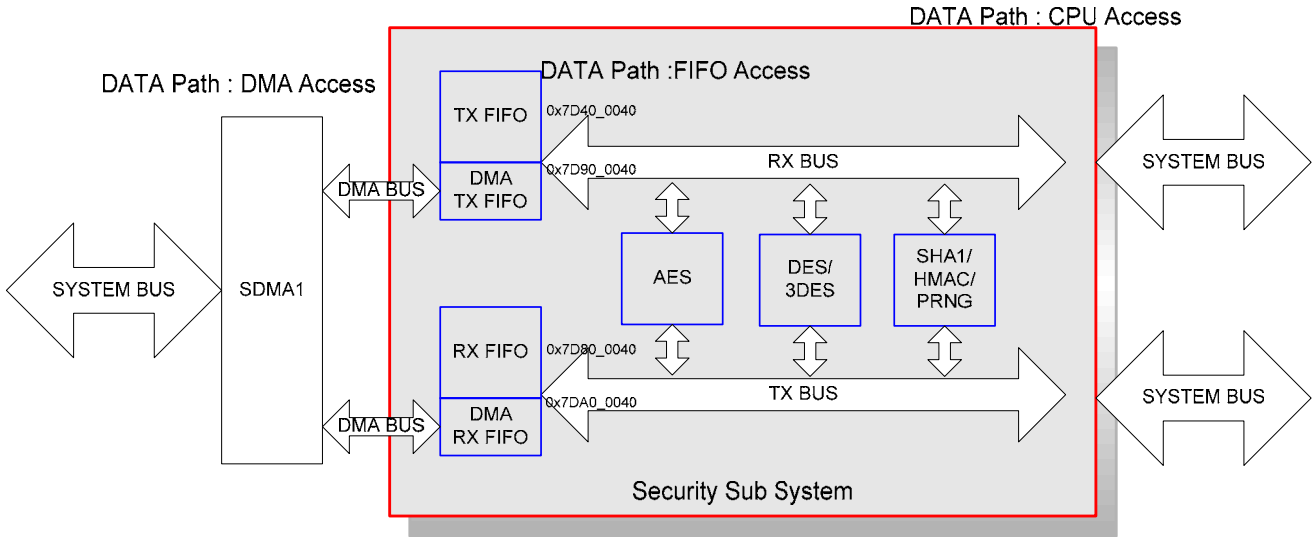 DATA Path : CPU Access
DATA Path : DMA Access
DATA Path :FIFO Access
TX FIFO
0x7D40_0040
0x7D90_0040
DMA
TX FIFO
DMA BUS
RX BUS
SYSTEM BUS
SYSTEM BUS
SDMA1
AES
DES/
3DES
SHA1/
HMAC/
PRNG
RX FIFO
0x7D80_0040
0x7DA0_0040
DMA
RX FIFO
DMA BUS
TX BUS
SYSTEM BUS
Security Sub System